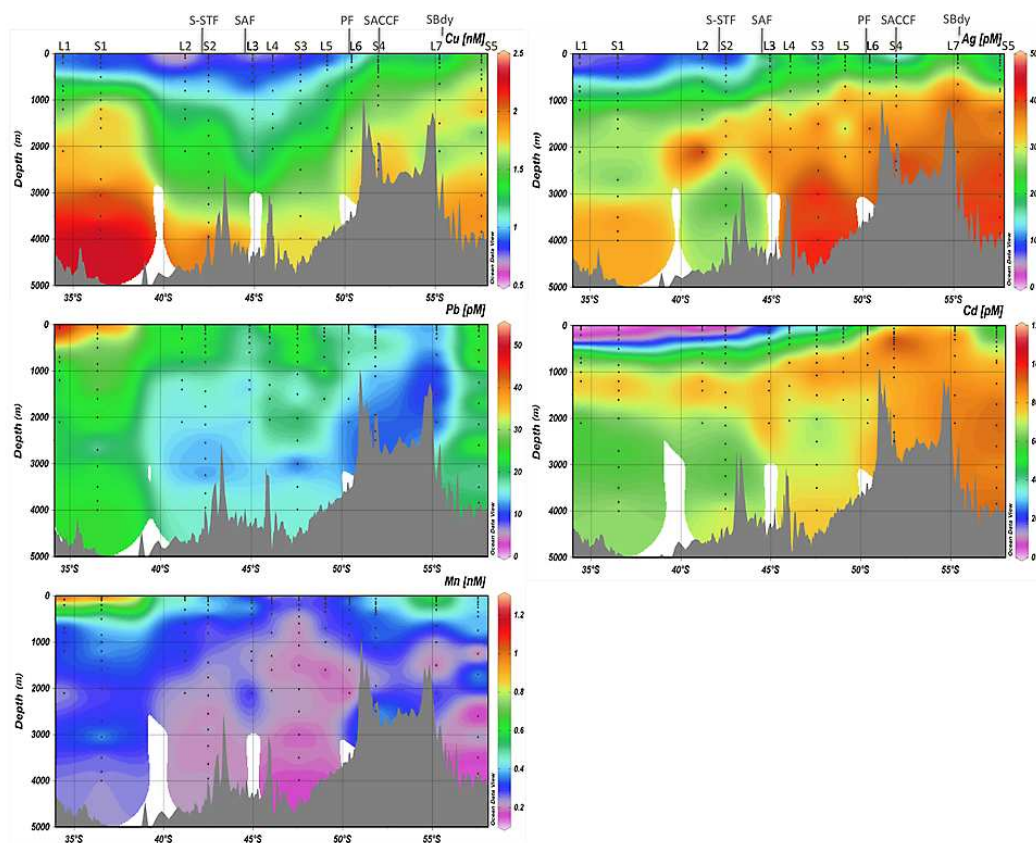 S-STF SAF PF SACCF SBdy
Cu [nM]
L1 S1 L2 S2 L3 L4 S3 L5 L6 S4 L7 S5
0
1000
2000
3000
4000
5000
Depth (m)
35°S 40°S 45°S 50°S 55°S
2.5
2
1.5
1
0.5
Ocean Data View
S-STF SAF PF SACCF SBdy
Ag [pM]
L1 S1 L2 S2 L3 L4 S3 L5 L6 S4 L7 S5
0
1000
2000
3000
4000
5000
Depth (m)
35°S 40°S 45°S 50°S 55°S
Ocean Data View
Pb [pM]
0
1000
2000
3000
4000
5000
Depth (m)
35°S 40°S 45°S 50°S 55°S
50
40
30
20
10
0
Ocean Data View
Cd [pM]
0
1000
2000
3000
4000
5000
Depth (m)
35°S 40°S 45°S 50°S 55°S
Ocean Data View
Mn [nM]
0
1000
2000
3000
4000
5000
Depth (m)
35°S 40°S 45°S 50°S 55°S
1.2
1
0.8
0.6
0.4
0.2
Ocean Data View